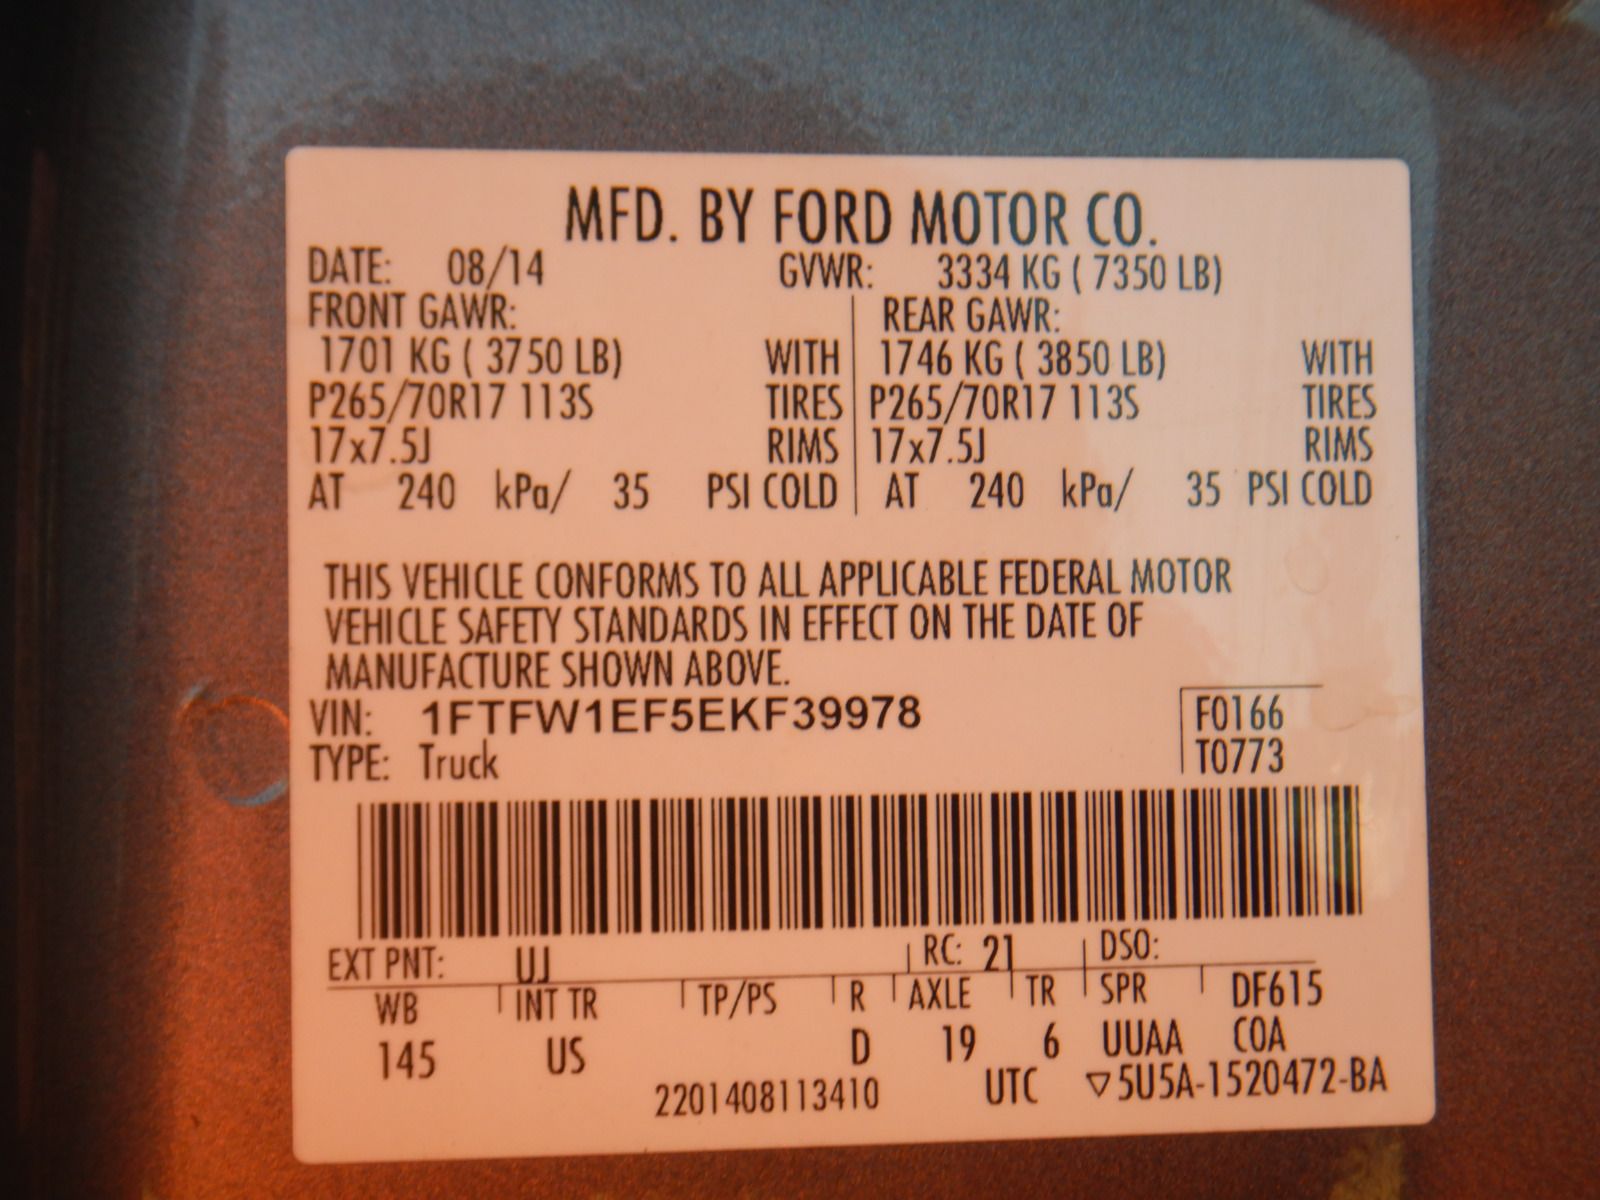 MFD. BY FORD MOTOR CO.
DATE: 08/14 GVWR: 3334 KG ( 7350 LB)
FRONT GAWR: REAR GAWR:
1701 KG ( 3750 LB) WITH 1746 KG ( 3850 LB) WITH
P265/70R17 113S TIRES P265/70R17 113S TIRES
17x7.5J RIMS 17x7.5J RIMS
AT 240 kPa/ 35 PSI COLD AT 240 kPa/ 35 PSI COLD
THIS VEHICLE CONFORMS TO ALL APPLICABLE FEDERAL MOTOR
VEHICLE SAFETY STANDARDS IN EFFECT ON THE DATE OF
MANUFACTURE SHOWN ABOVE.
VIN: 1FTFW1EF5EKF39978 F0166
TYPE: Truck T0773
EXT PNT: UJ RC: 21 DSO:
WB INT TR TP/PS R AXLE TR SPR DF615
145 US D 19 6 UUAA COA
2201408113410 UTC ▽5U5A-1520472-BA